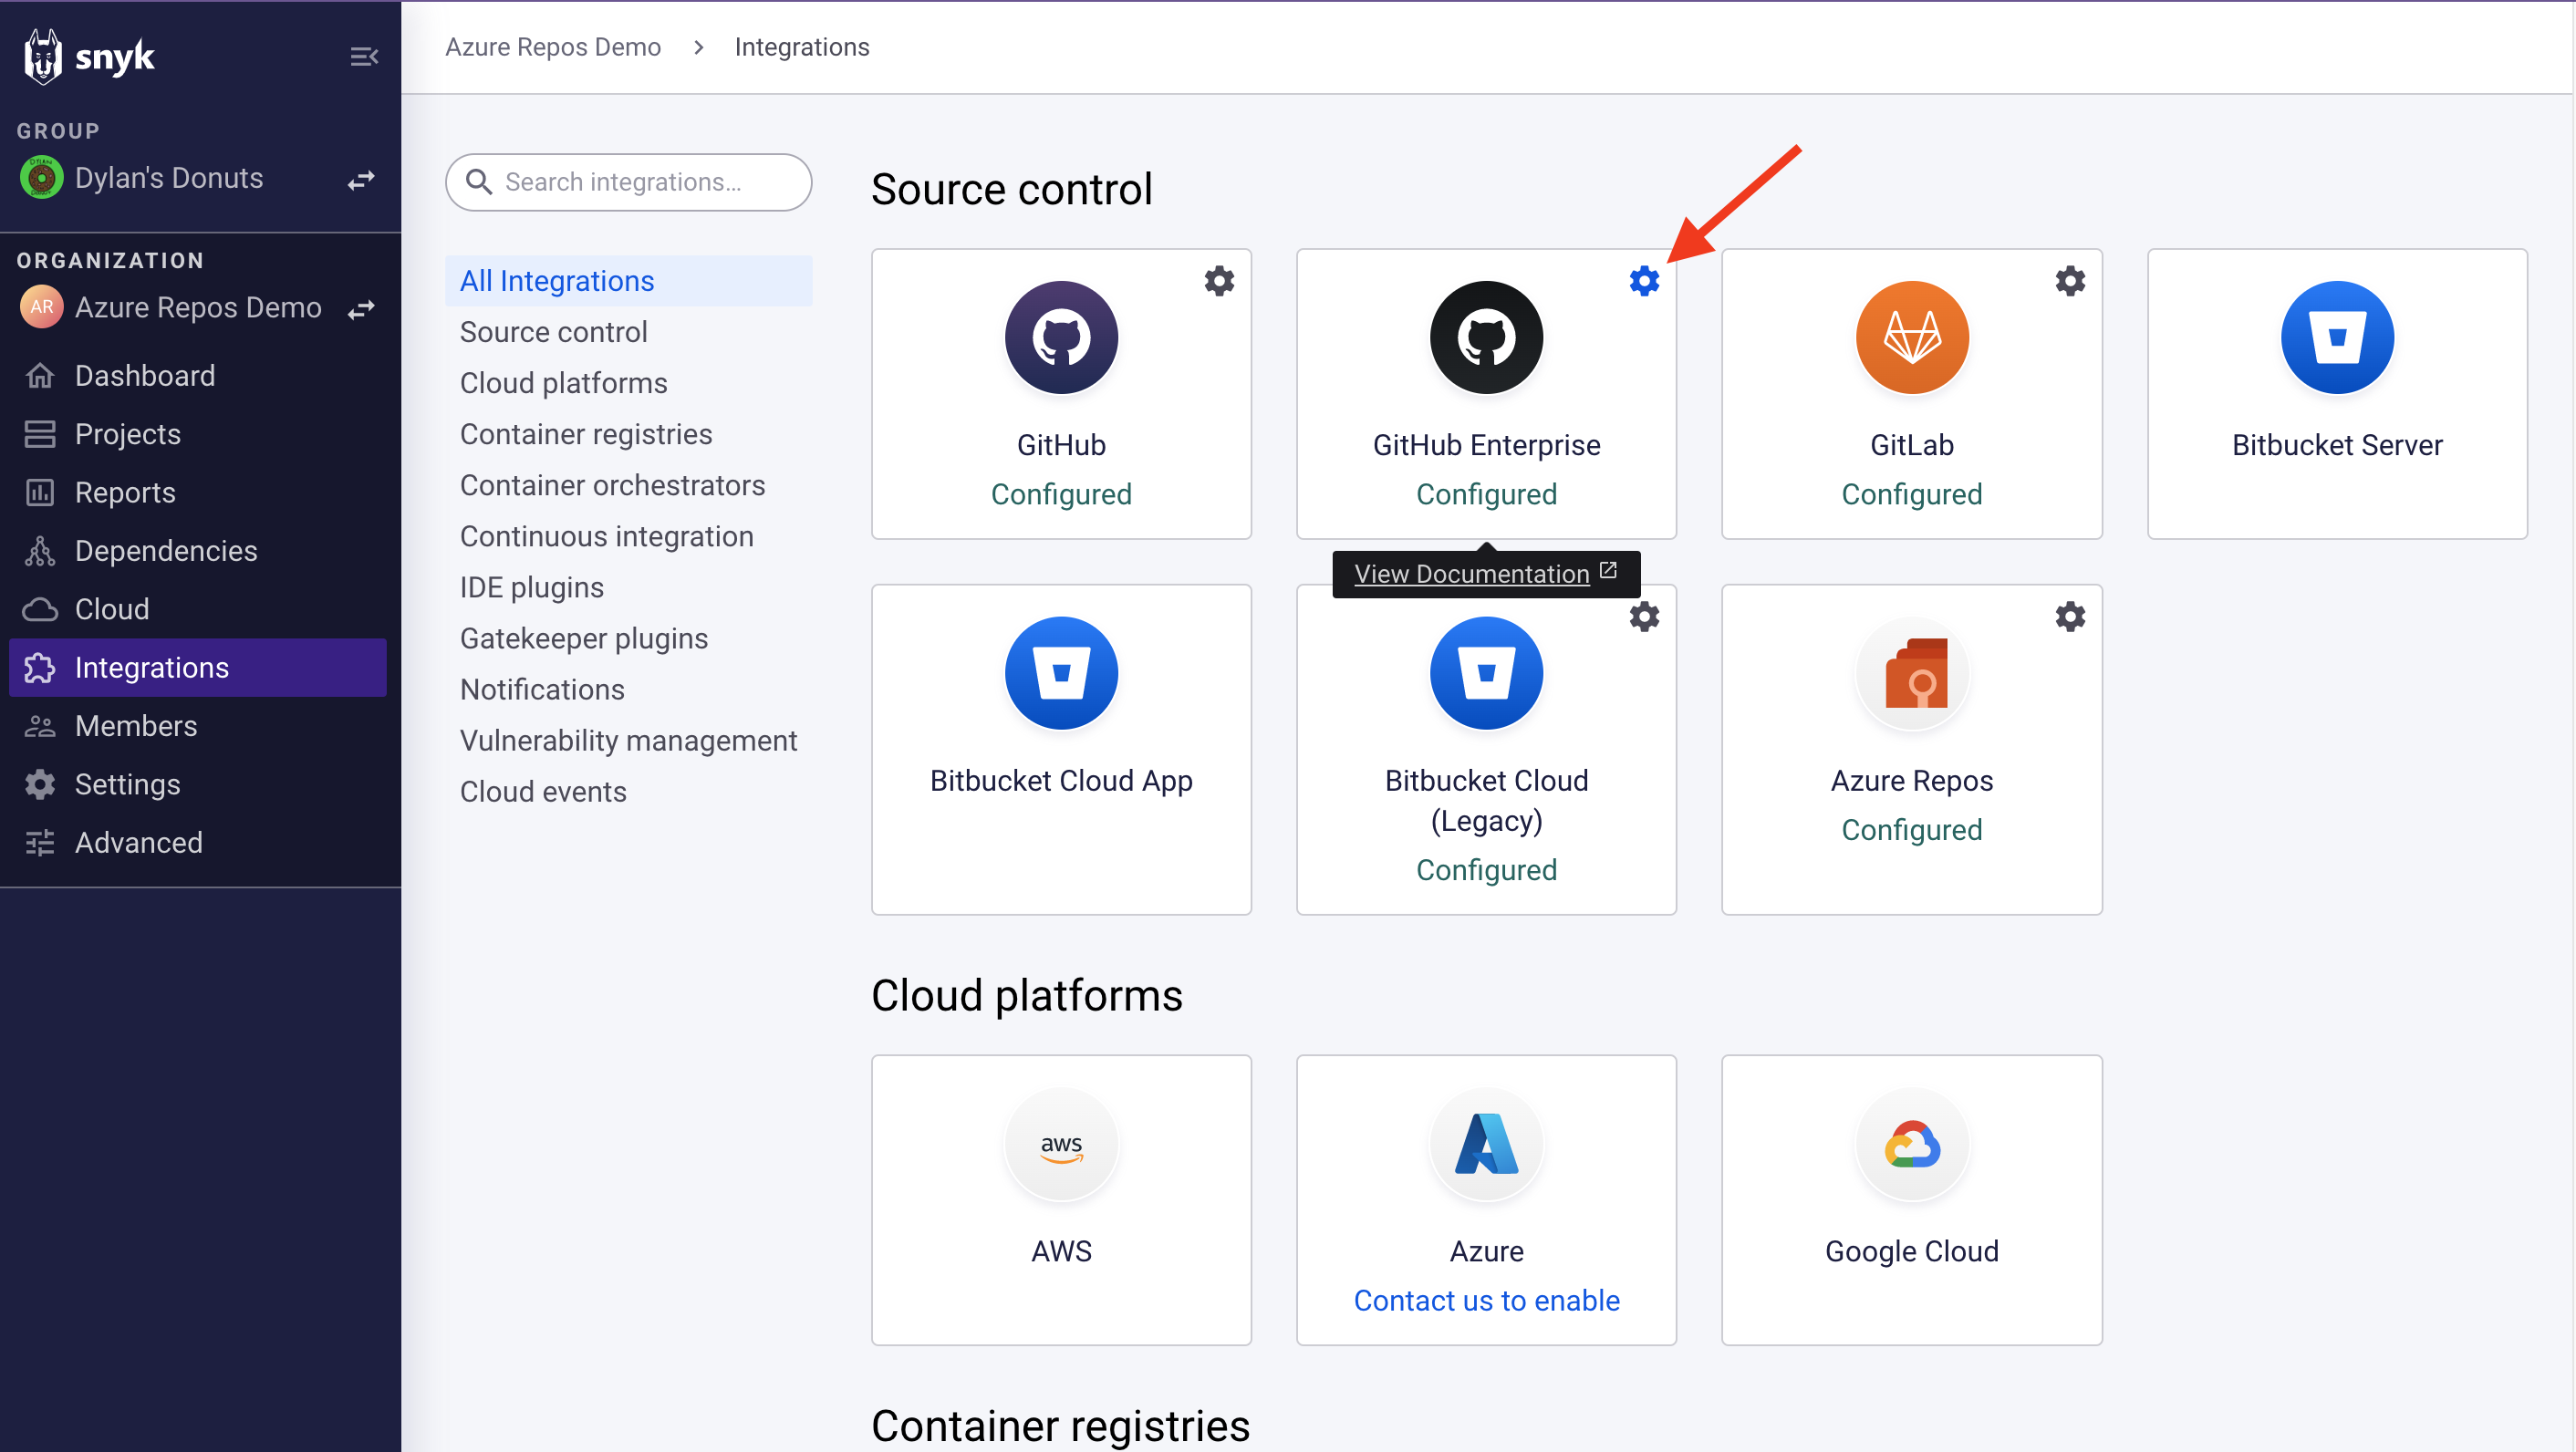 snyk
GROUP
Dylan's Donuts
ORGANIZATION
AR Azure Repos Demo
Dashboard
Projects
Reports
Dependencies
Cloud
Integrations
Members
Settings
Advanced
Azure Repos Demo > Integrations
Search integrations...
All Integrations
Source control
Cloud platforms
Container registries
Container orchestrators
Continuous integration
IDE plugins
Gatekeeper plugins
Notifications
Vulnerability management
Cloud events
Source control
GitHub
Configured
GitHub Enterprise
Configured
View Documentation
GitLab
Configured
Bitbucket Server
Bitbucket Cloud App
Bitbucket Cloud
(Legacy)
Configured
Azure Repos
Configured
Cloud platforms
aws
AWS
Azure
Contact us to enable
Google Cloud
Container registries